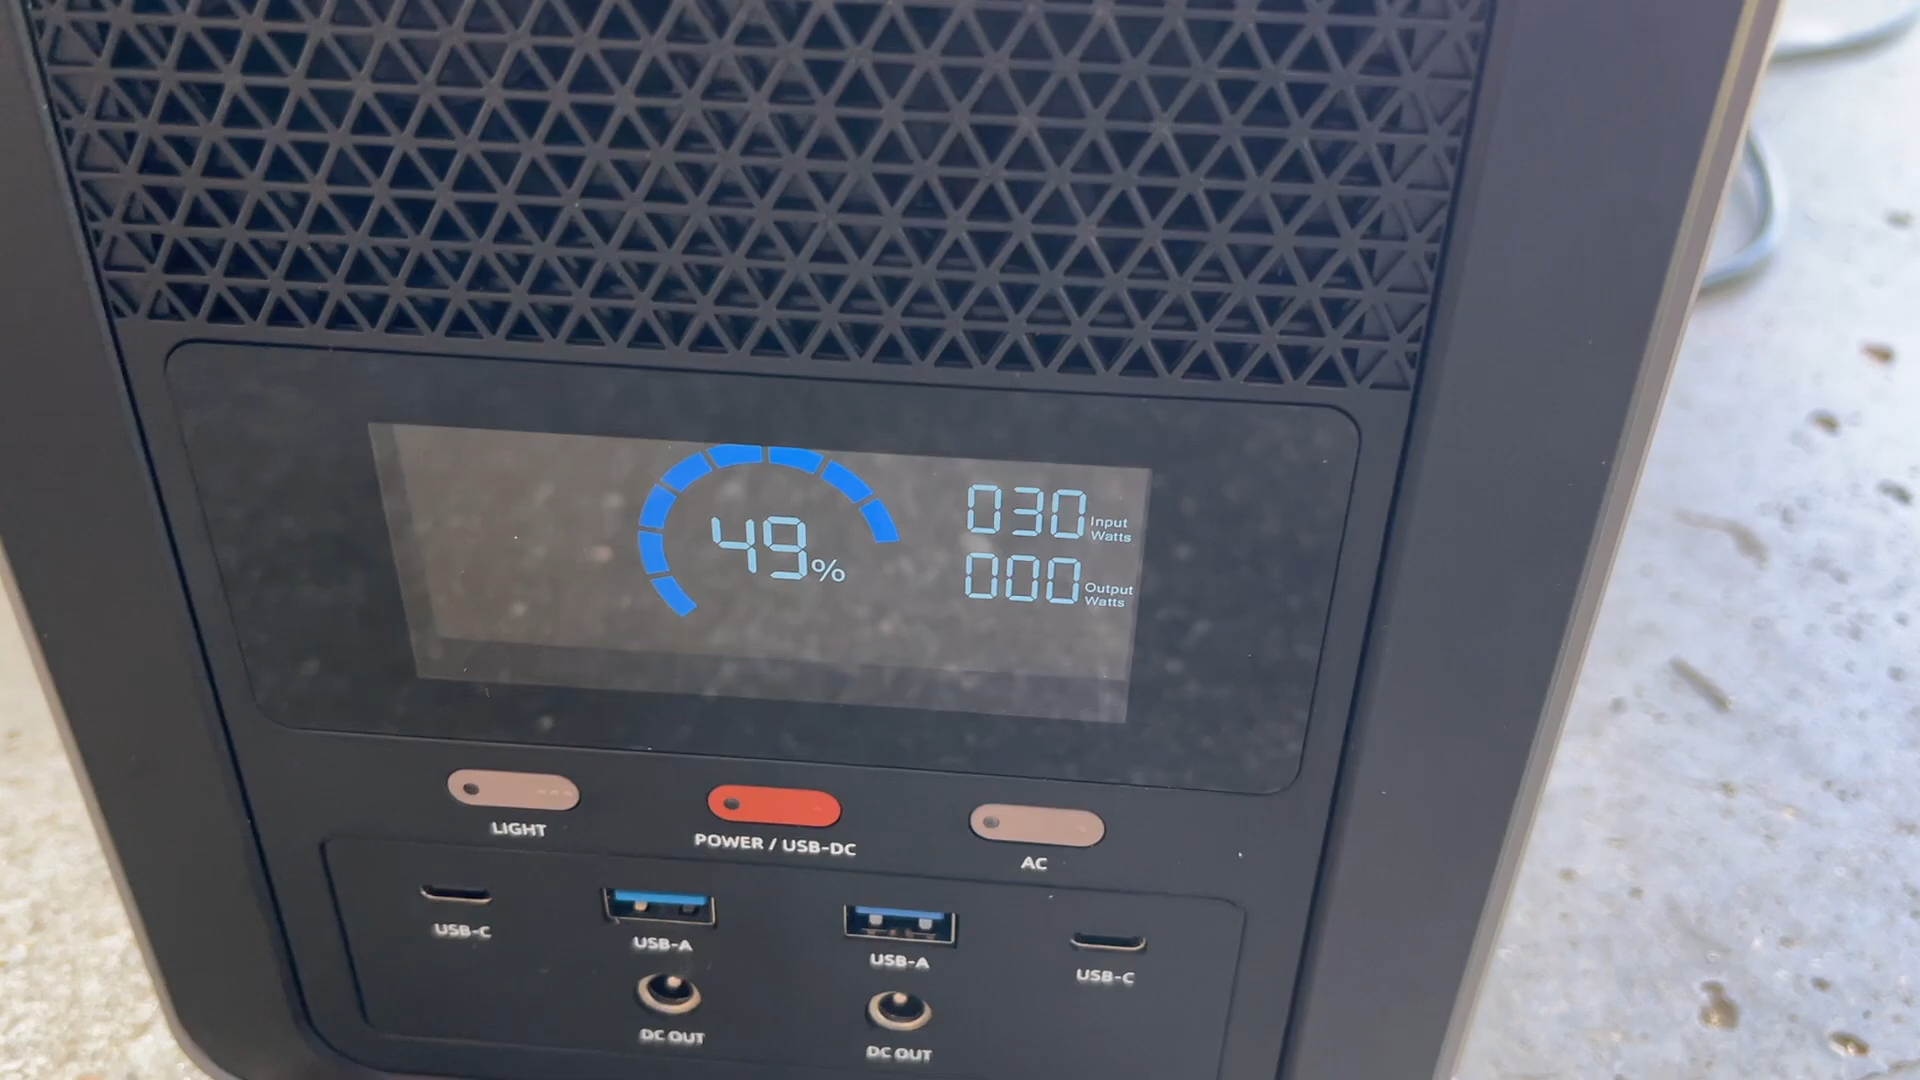 49%
030 Input Watts
000 Output Watts
LIGHT
POWER / USB-DC
AC
USB-C
USB-A
USB-A
USB-C
DC OUT
DC OUT